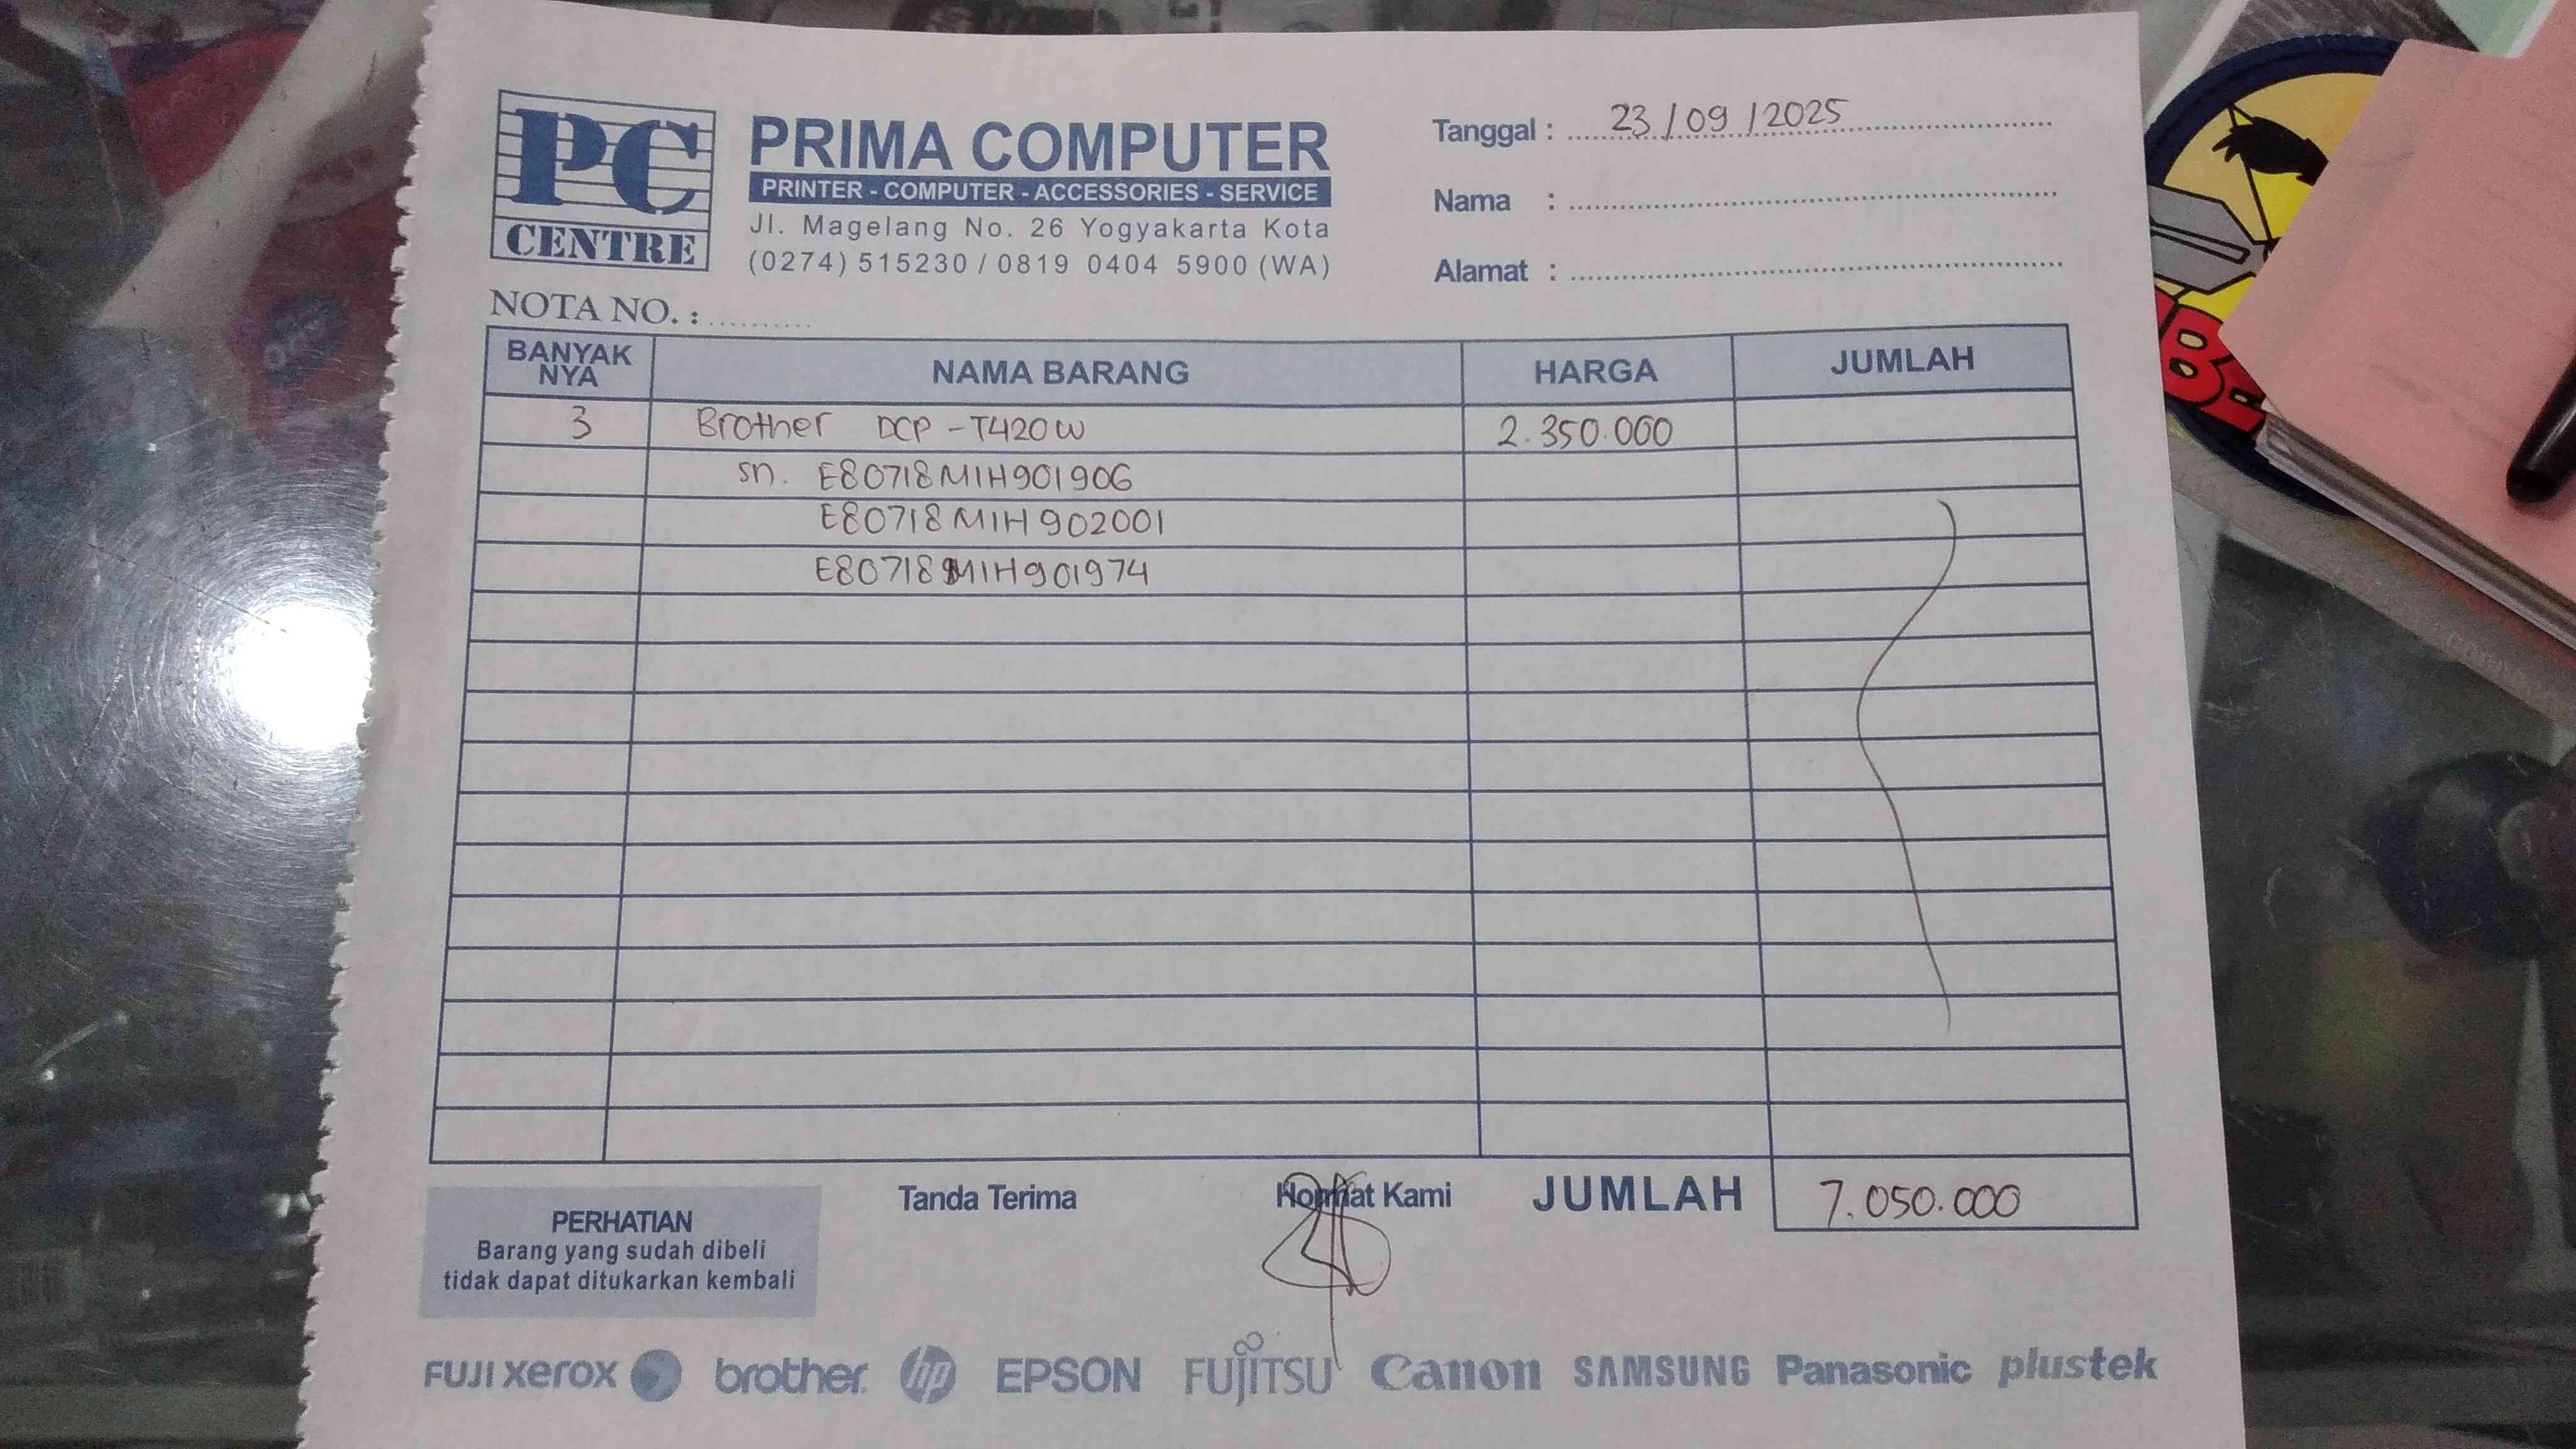 PC
CENTRE
PRIMA COMPUTER
PRINTER - COMPUTER - ACCESSORIES - SERVICE
Jl. Magelang No. 26 Yogyakarta Kota
(0274) 515230 / 0819 0404 5900 (WA)
Tanggal : 23/09/2025
Nama :
Alamat :
NOTA NO. :
BANYAK NYA NAMA BARANG HARGA JUMLAH
3 Brother DCP-T420W 2.350.000
sn. E80718M1H901906
E80718M1H902001
E80718M1H901974
Tanda Terima Hormat Kami JUMLAH 7.050.000
PERHATIAN
Barang yang sudah dibeli
tidak dapat ditukarkan kembali
FUJI xerox brother hp EPSON FUJITSU Canon SAMSUNG Panasonic plustek